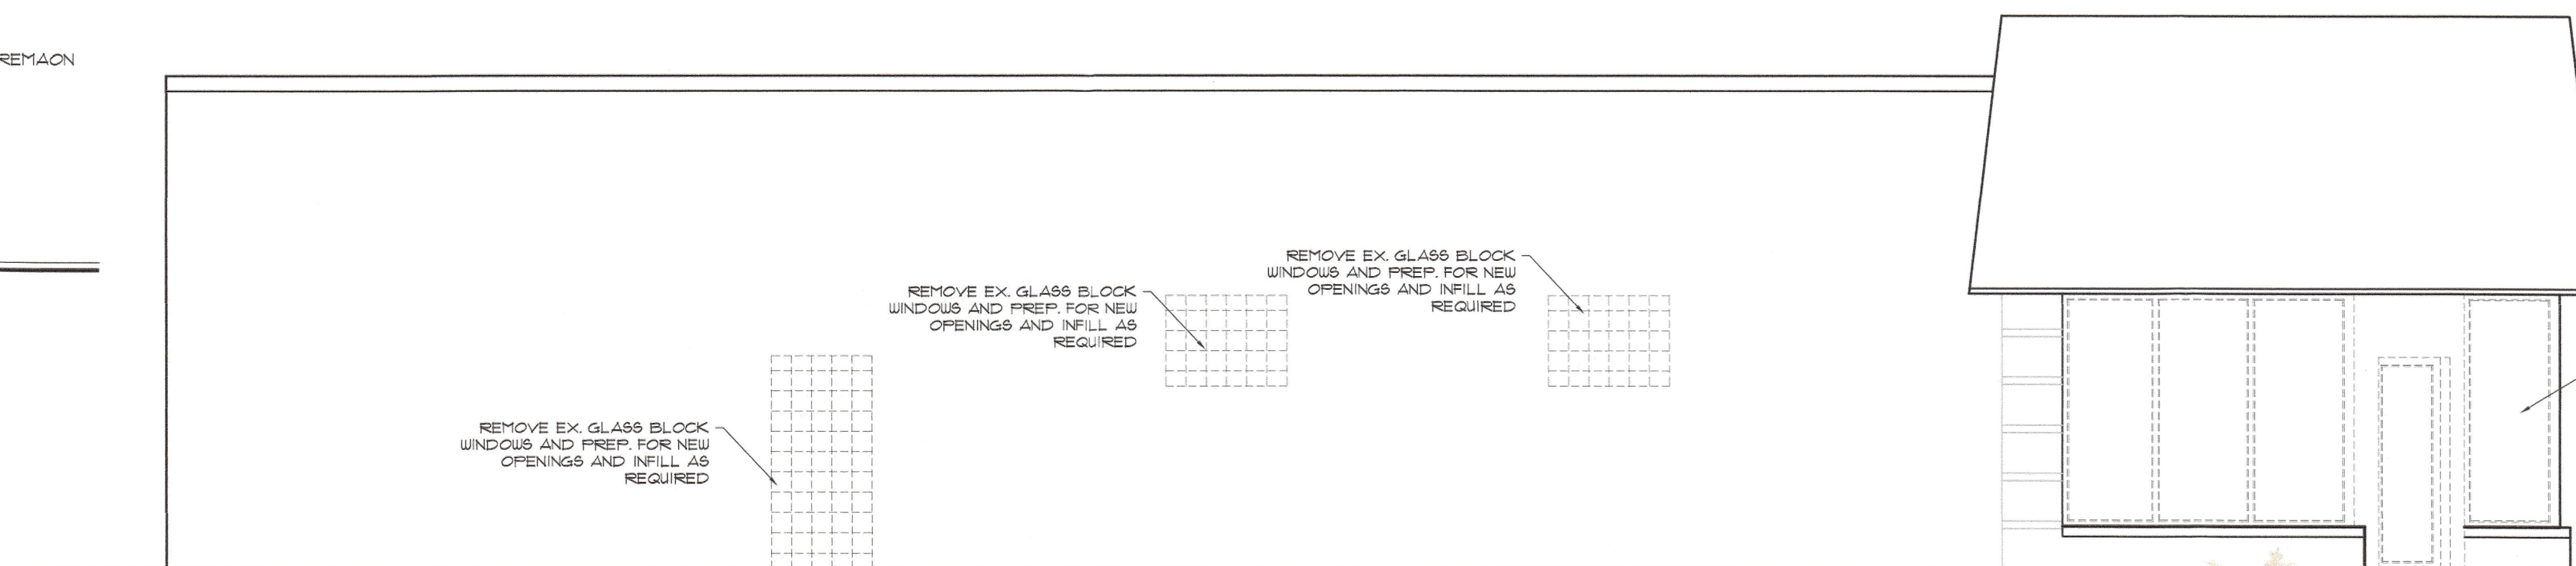 REMAON
REMOVE EX. GLASS BLOCK
WINDOWS AND PREP. FOR NEW
OPENINGS AND INFILL AS
REQUIRED
REMOVE EX. GLASS BLOCK
WINDOWS AND PREP. FOR NEW
OPENINGS AND INFILL AS
REQUIRED
REMOVE EX. GLASS BLOCK
WINDOWS AND PREP. FOR NEW
OPENINGS AND INFILL AS
REQUIRED